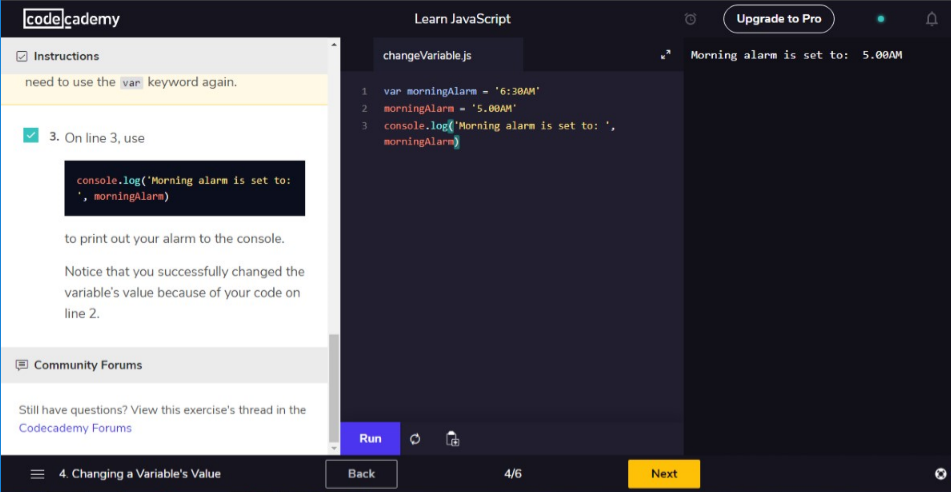 codecademy
Learn JavaScript
Upgrade to Pro
Instructions
need to use the var keyword again.
3. On line 3, use
console.log('Morning alarm is set to:
', morningAlarm)
to print out your alarm to the console.
Notice that you successfully changed the
variable's value because of your code on
line 2.
Community Forums
Still have questions? View this exercise's thread in the
Codecademy Forums
changeVariable.js
1 var morningAlarm = '6:30AM'
2 morningAlarm = '5.00AM'
3 console.log('Morning alarm is set to: ',
morningAlarm)
Run
Morning alarm is set to:  5.00AM
4. Changing a Variable's Value
Back
4/6
Next